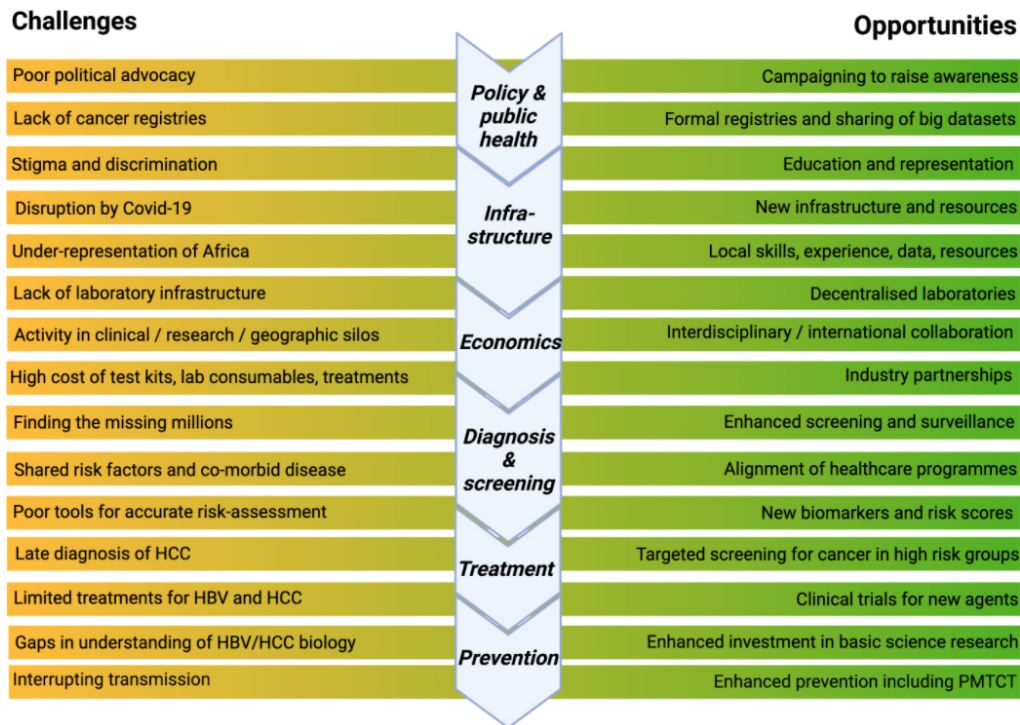 Challenges
Opportunities
Poor political advocacy
Campaigning to raise awareness
Policy &
public
health
Lack of cancer registries
Formal registries and sharing of big datasets
Stigma and discrimination
Education and representation
Disruption by Covid-19
New infrastructure and resources
Infra-
structure
Under-representation of Africa
Local skills, experience, data, resources
Lack of laboratory infrastructure
Decentralised laboratories
Activity in clinical / research / geographic silos
Economics
Interdisciplinary / international collaboration
High cost of test kits, lab consumables, treatments
Industry partnerships
Finding the missing millions
Enhanced screening and surveillance
Diagnosis
&
screening
Shared risk factors and co-morbid disease
Alignment of healthcare programmes
Poor tools for accurate risk-assessment
New biomarkers and risk scores
Late diagnosis of HCC
Treatment
Targeted screening for cancer in high risk groups
Limited treatments for HBV and HCC
Clinical trials for new agents
Gaps in understanding of HBV/HCC biology
Prevention
Enhanced investment in basic science research
Interrupting transmission
Enhanced prevention including PMTCT